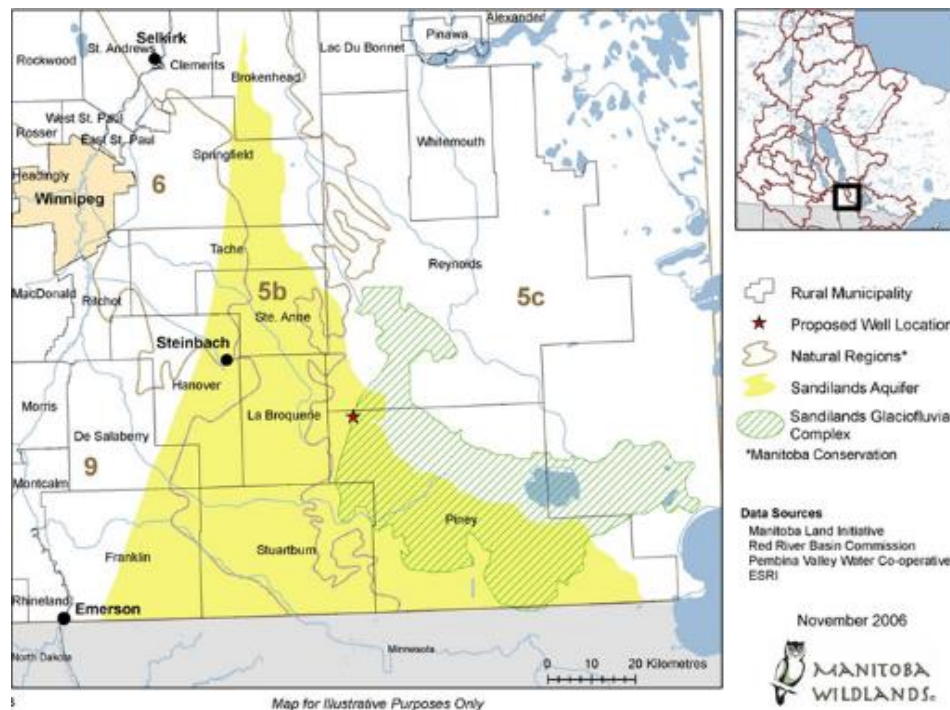 Alexander
Selkirk
Pinawa
Lac Du Bonnet
St. Andrews
Rockwood
Clements
Brokenhead
West St. Paul
Rosser
East St. Paul
Whitemouth
Springfield
Headingly
6
Winnipeg
Tache
Reynolds
MacDonald
Ritchot
5b
5c
Ste. Anne
Steinbach
Hanover
Morris
La Broquerie
De Salaberry
9
Montcalm
Piney
Franklin
Stuartburn
Rhineland
Emerson
North Dakota
Minnesota
0 10 20 Kilometres
Map for Illustrative Purposes Only
Rural Municipality
Proposed Well Location
Natural Regions*
Sandilands Aquifer
Sandilands Glaciofluvia
Complex
*Manitoba Conservation
Data Sources
Manitoba Land Initiative
Red River Basin Commission
Pembina Valley Water Co-operative
ESRI
November 2006
MANITOBA
WILDLANDS